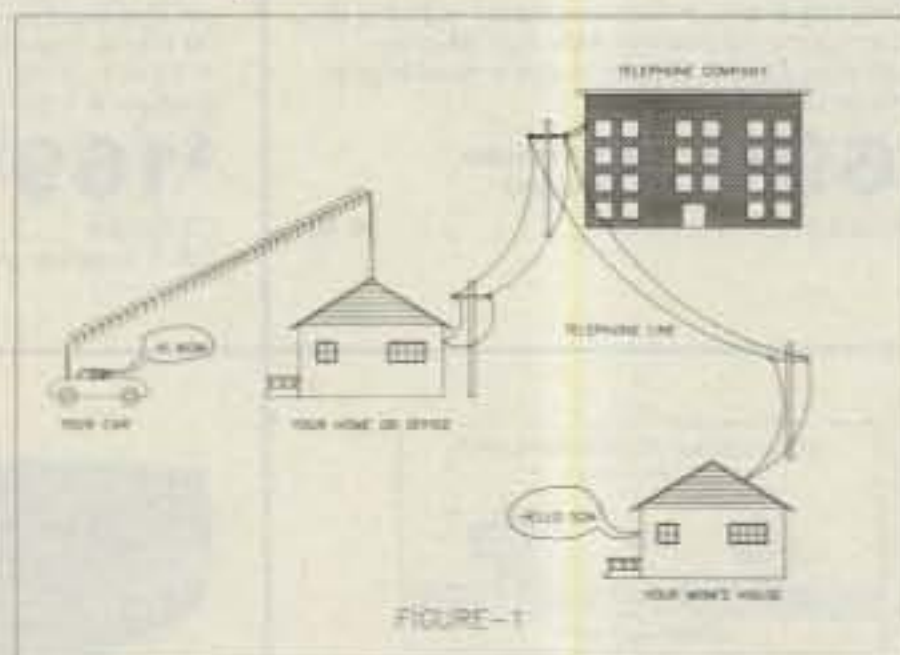 TELEPHONE COMPANY
HI MOM
TELEPHONE LINE
YOUR CAR
YOUR HOME OR OFFICE
HELLO SON
YOUR MOM'S HOUSE
FIGURE-1